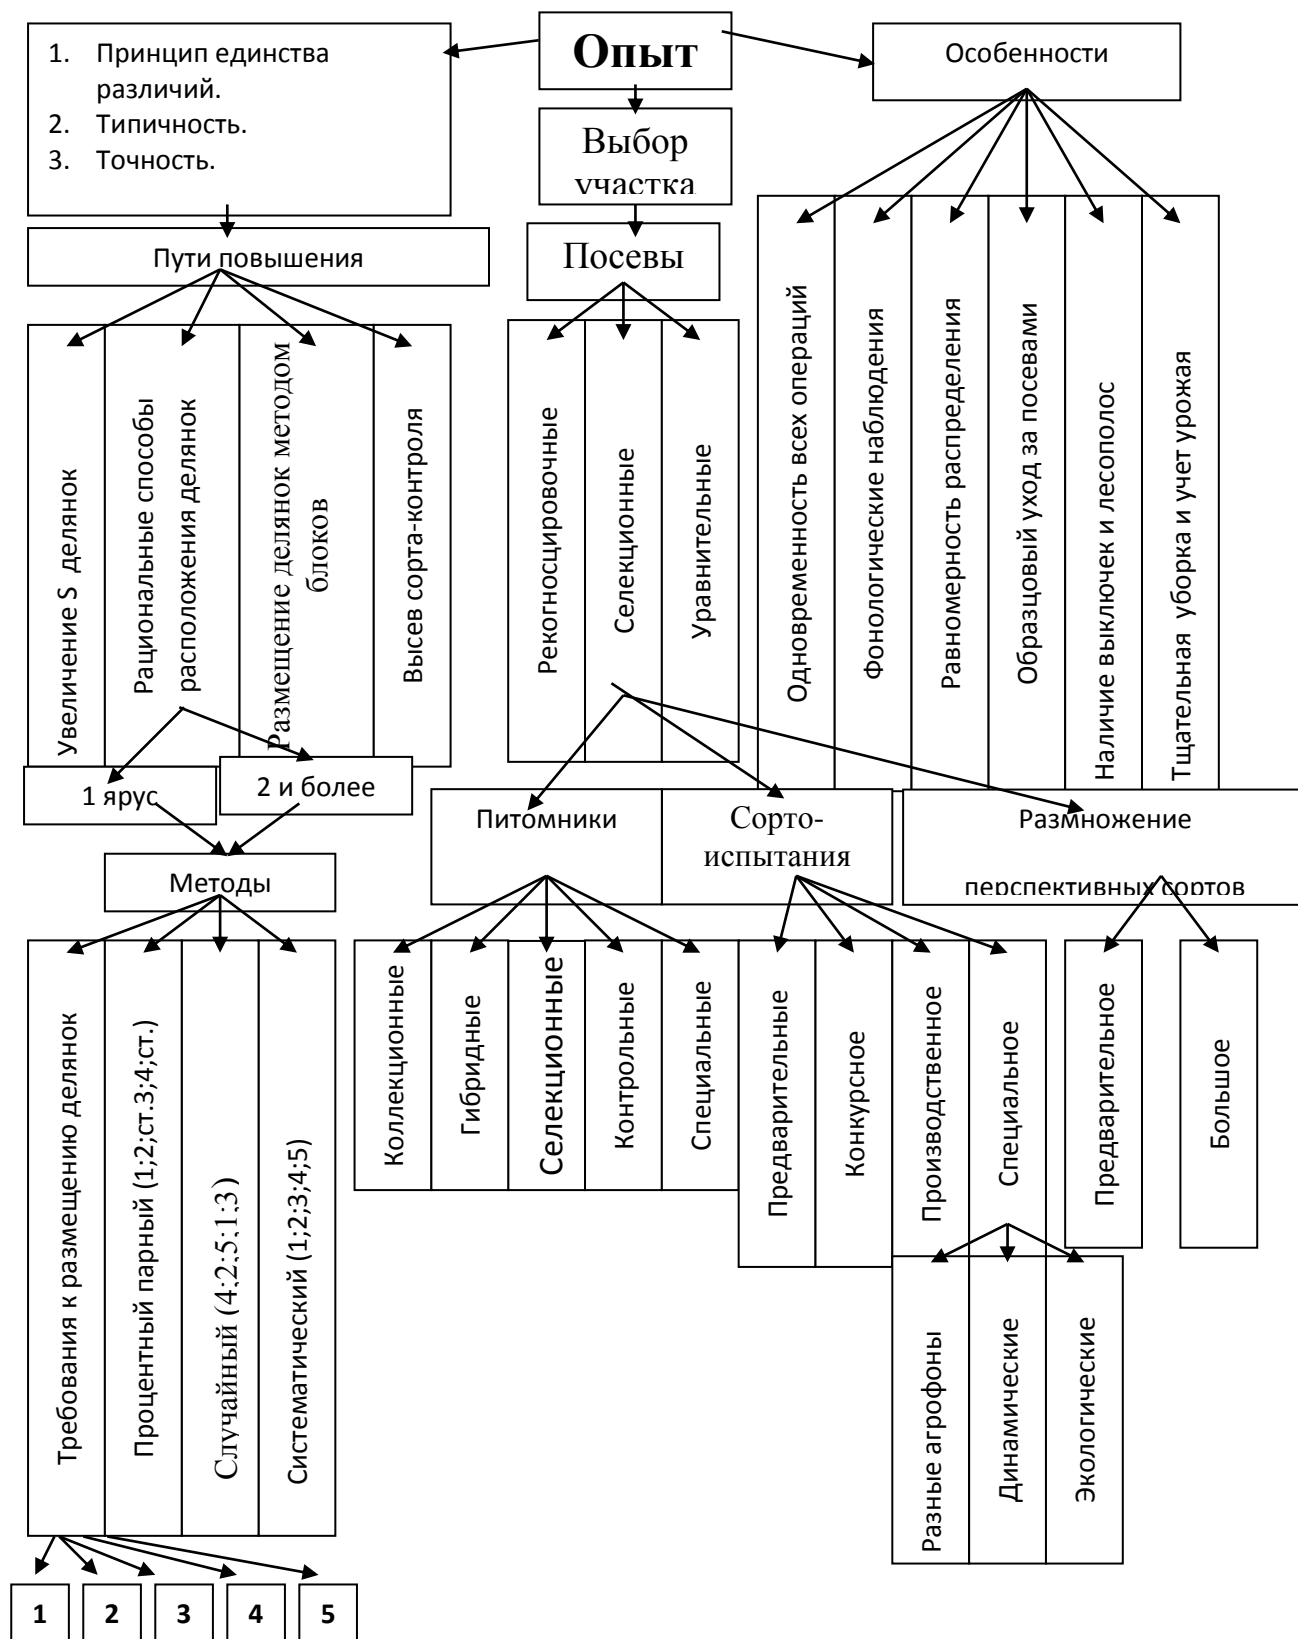 Опыт
1. Принцип единства
различий.
2. Типичность.
3. Точность.
Особенности
Выбор
участка
Пути повышения
Посевы
Увеличение S делянок
Рациональные способы
расположения делянок
Размещение делянок методом
блоков
Высев сорта-контроля
Рекогносцировочные
Селекционные
Уравнительные
Одновременность всех операций
Фонологические наблюдения
Равномерность распределения
Образцовый уход за посевами
Наличие выключек и лесополос
Тщательная уборка и учет урожая
1 ярус
2 и более
Методы
Питомники
Сорто-
испытания
Размножение
перспективных сортов
Требования к размещению делянок
Процентный парный (1;2;ст.3;4;ст.)
Случайный (4;2;5;1;3)
Систематический (1;2;3;4;5)
Коллекционные
Гибридные
Селекционные
Контрольные
Специальные
Предварительные
Конкурсное
Производственное
Специальное
Предварительное
Большое
Разные агрофоны
Динамические
Экологические
1
2
3
4
5